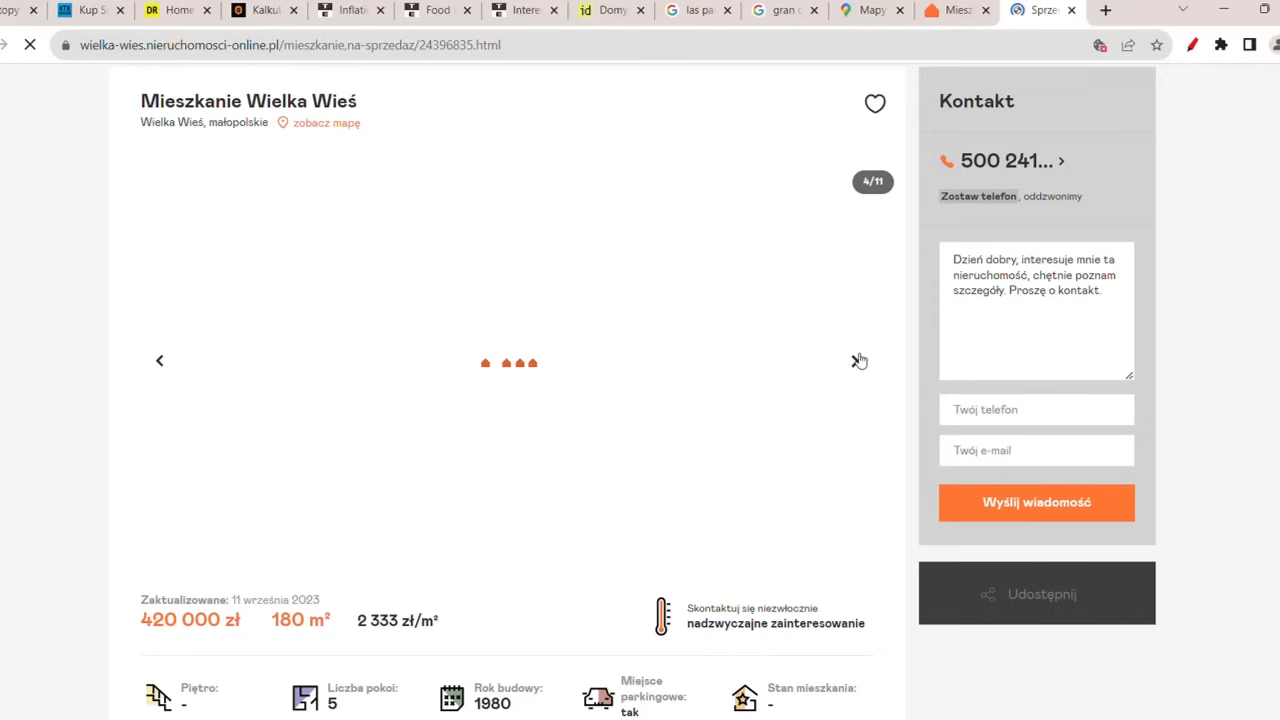 topy
Kup S
DR
Home
Kalkul
Inflati
Food
Intere
id
Domy
las pa
gran c
Mapy
Miesz
Sprze
wielka-wies.nieruchomosci-online.pl/mieszkanie,na-sprzedaz/24396835.html
Mieszkanie Wielka Wieś
Wielka Wieś, małopolskie zobacz mapę
4/11
Kontakt
500 241...
Zostaw telefon, oddzwonimy
Dzień dobry, interesuje mnie ta
nieruchomość, chętnie poznam
szczegóły. Proszę o kontakt.
Twój telefon
Twój e-mail
Wyślij wiadomość
Udostępnij
Zaktualizowane: 11 września 2023
420 000 zł 180 m² 2 333 zł/m²
Skontaktuj się niezwłocznie
nadzwyczajne zainteresowanie
Piętro:
-
Liczba pokoi:
5
Rok budowy:
1980
Miejsce
parkingowe:
tak
Stan mieszkania:
-